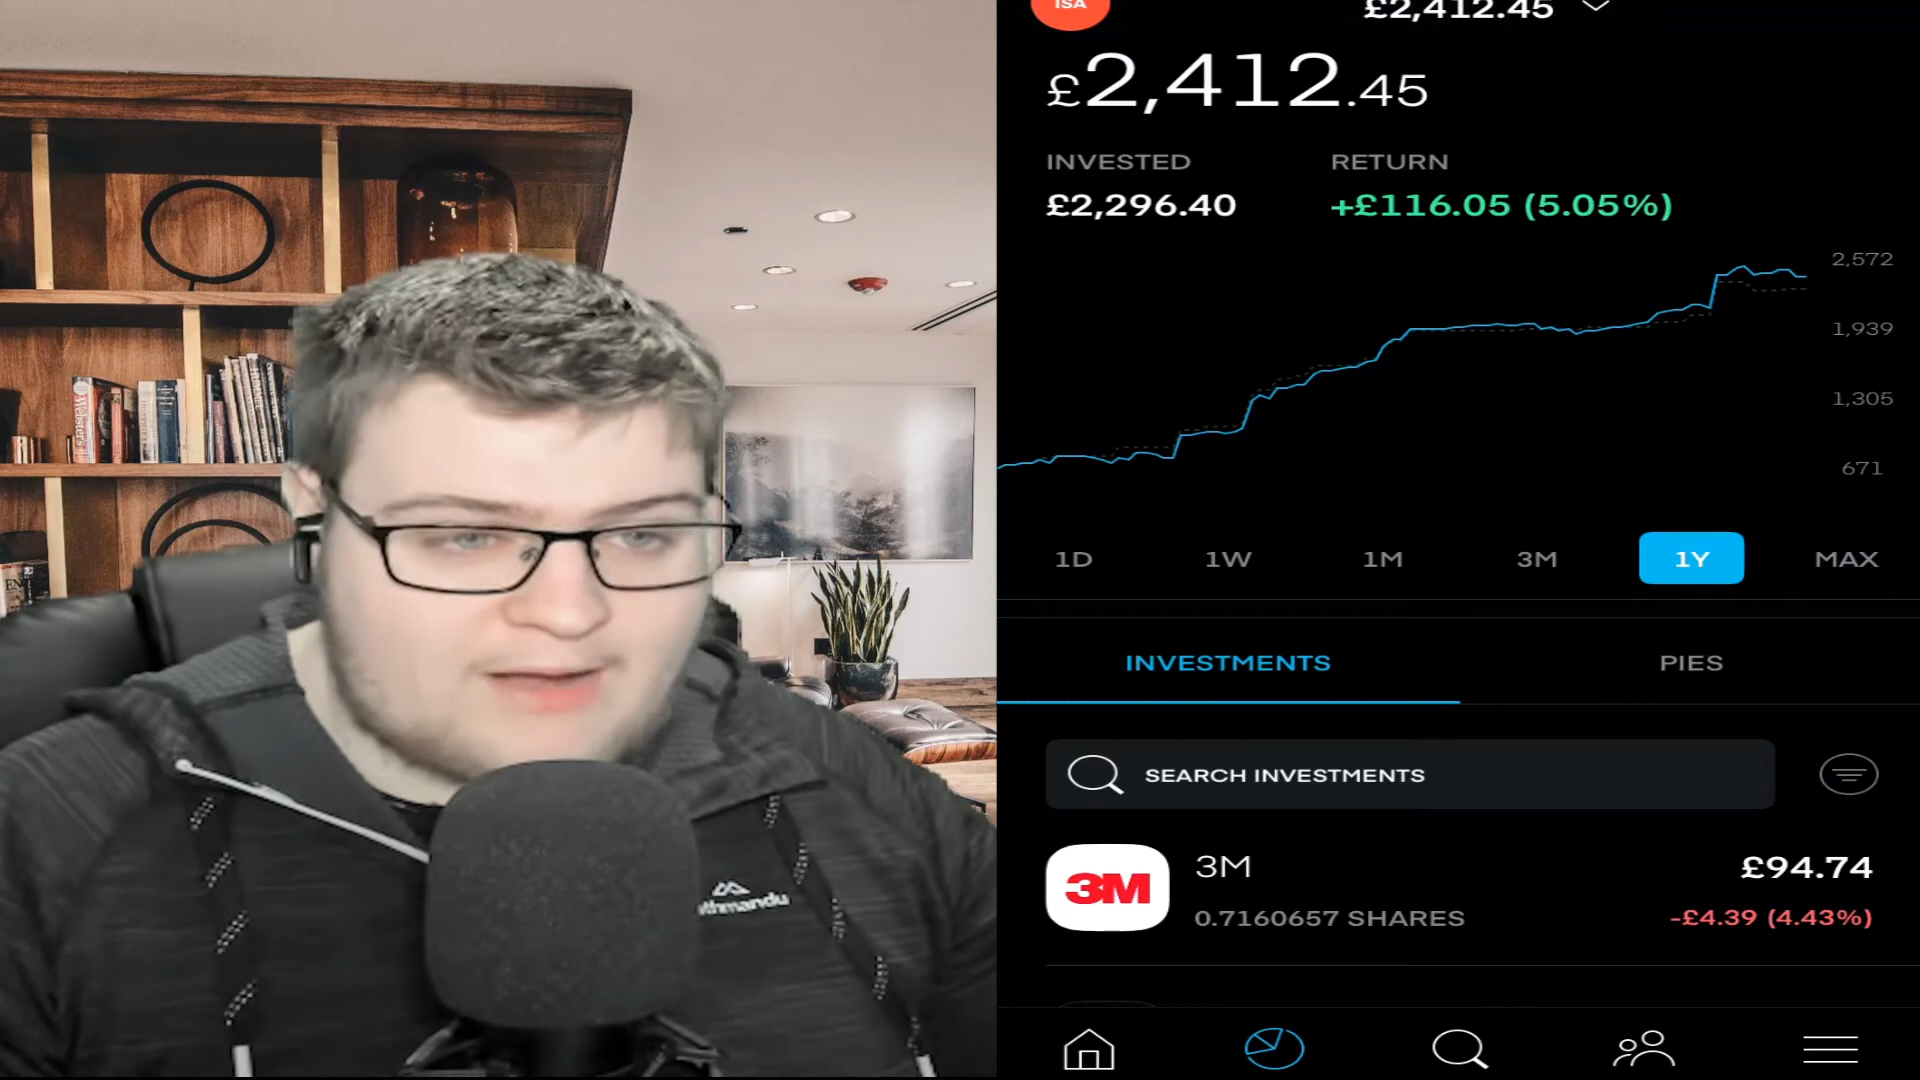 ISA
£2,412.45
£2,412.45
INVESTED
RETURN
£2,296.40
+£116.05 (5.05%)
2,572
1,939
1,305
671
1D
1W
1M
3M
1Y
MAX
INVESTMENTS
PIES
SEARCH INVESTMENTS
3M
3M
£94.74
0.7160657 SHARES
-£4.39 (4.43%)
Webster's
thmandu